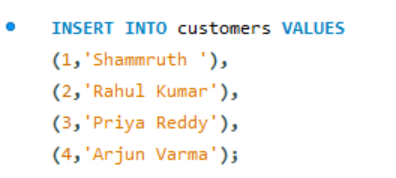 INSERT INTO customers VALUES
(1,'Shammruth '),
(2,'Rahul Kumar'),
(3,'Priya Reddy'),
(4,'Arjun Varma');